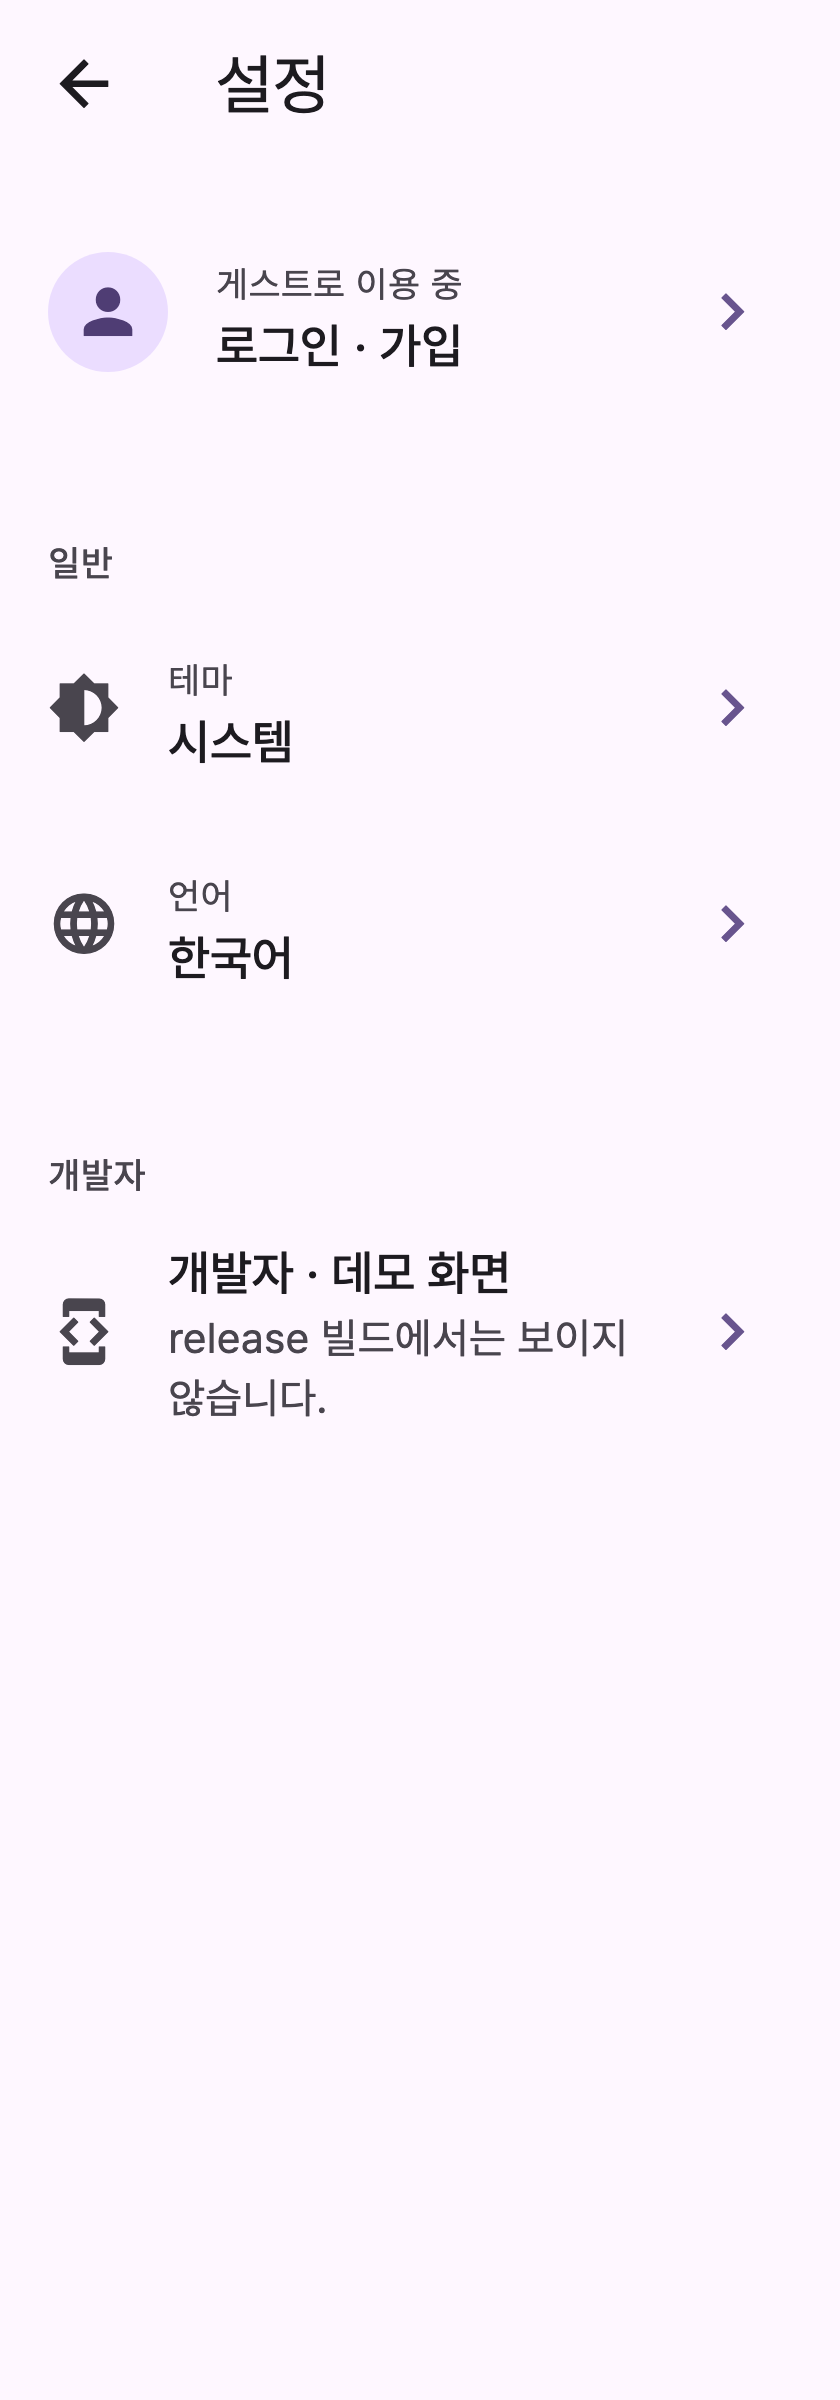 설정
게스트로 이용 중
로그인 · 가입
일반
테마
시스템
언어
한국어
개발자
개발자 · 데모 화면
release 빌드에서는 보이지
않습니다.